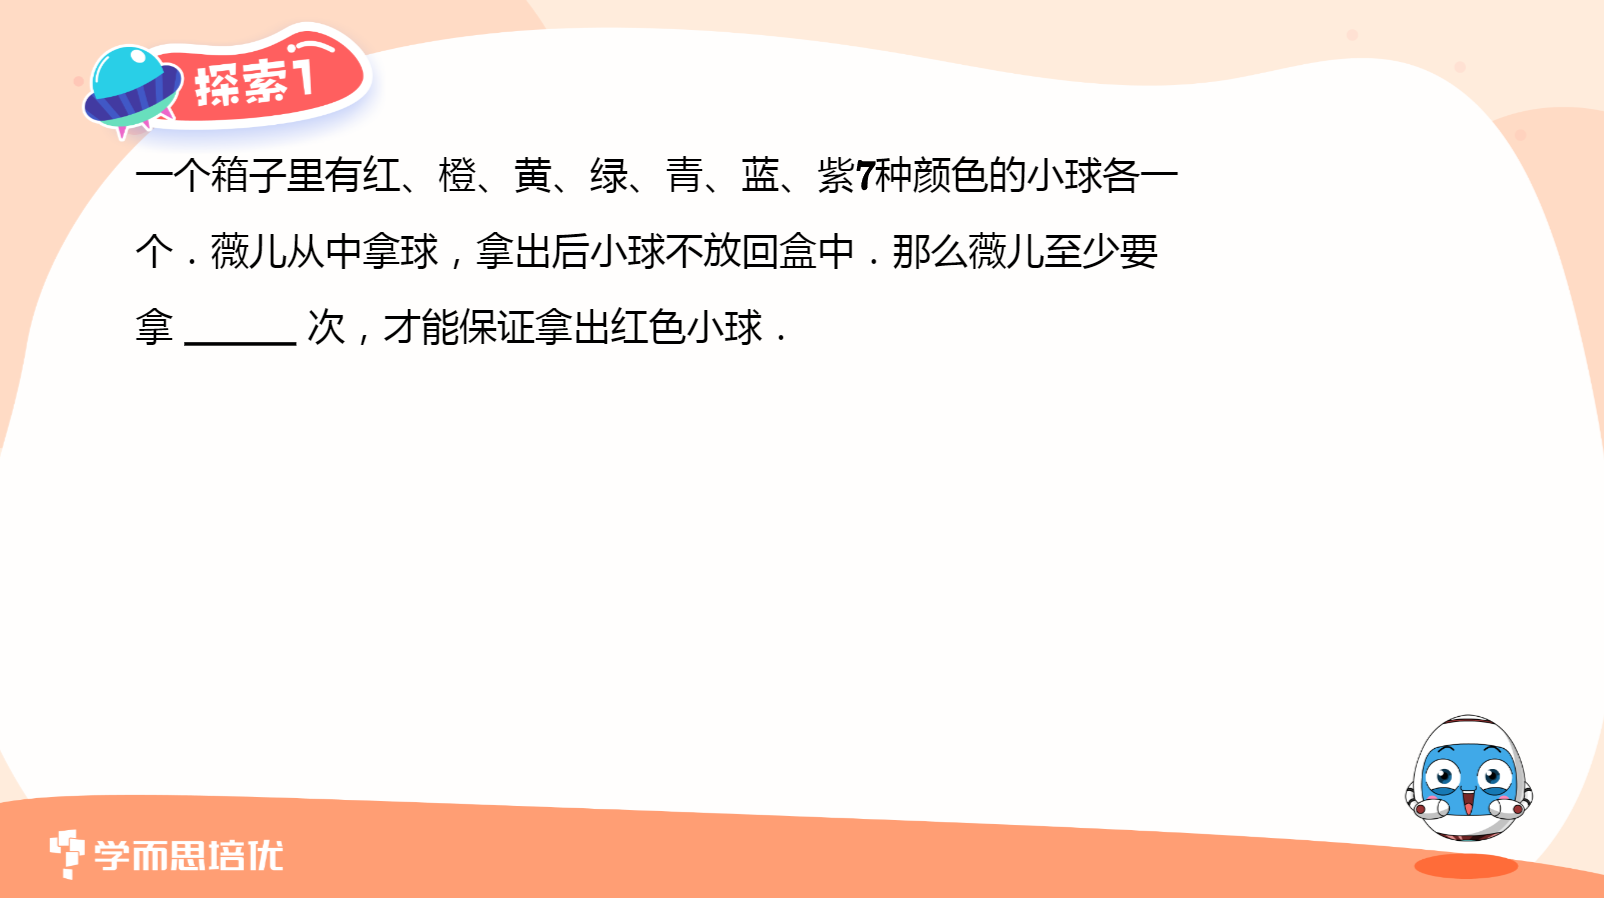 探索1
一个箱子里有红、橙、黄、绿、青、蓝、紫7种颜色的小球各一
个．薇儿从中拿球，拿出后小球不放回盒中．那么薇儿至少要
拿 ______ 次，才能保证拿出红色小球．
学而思培优